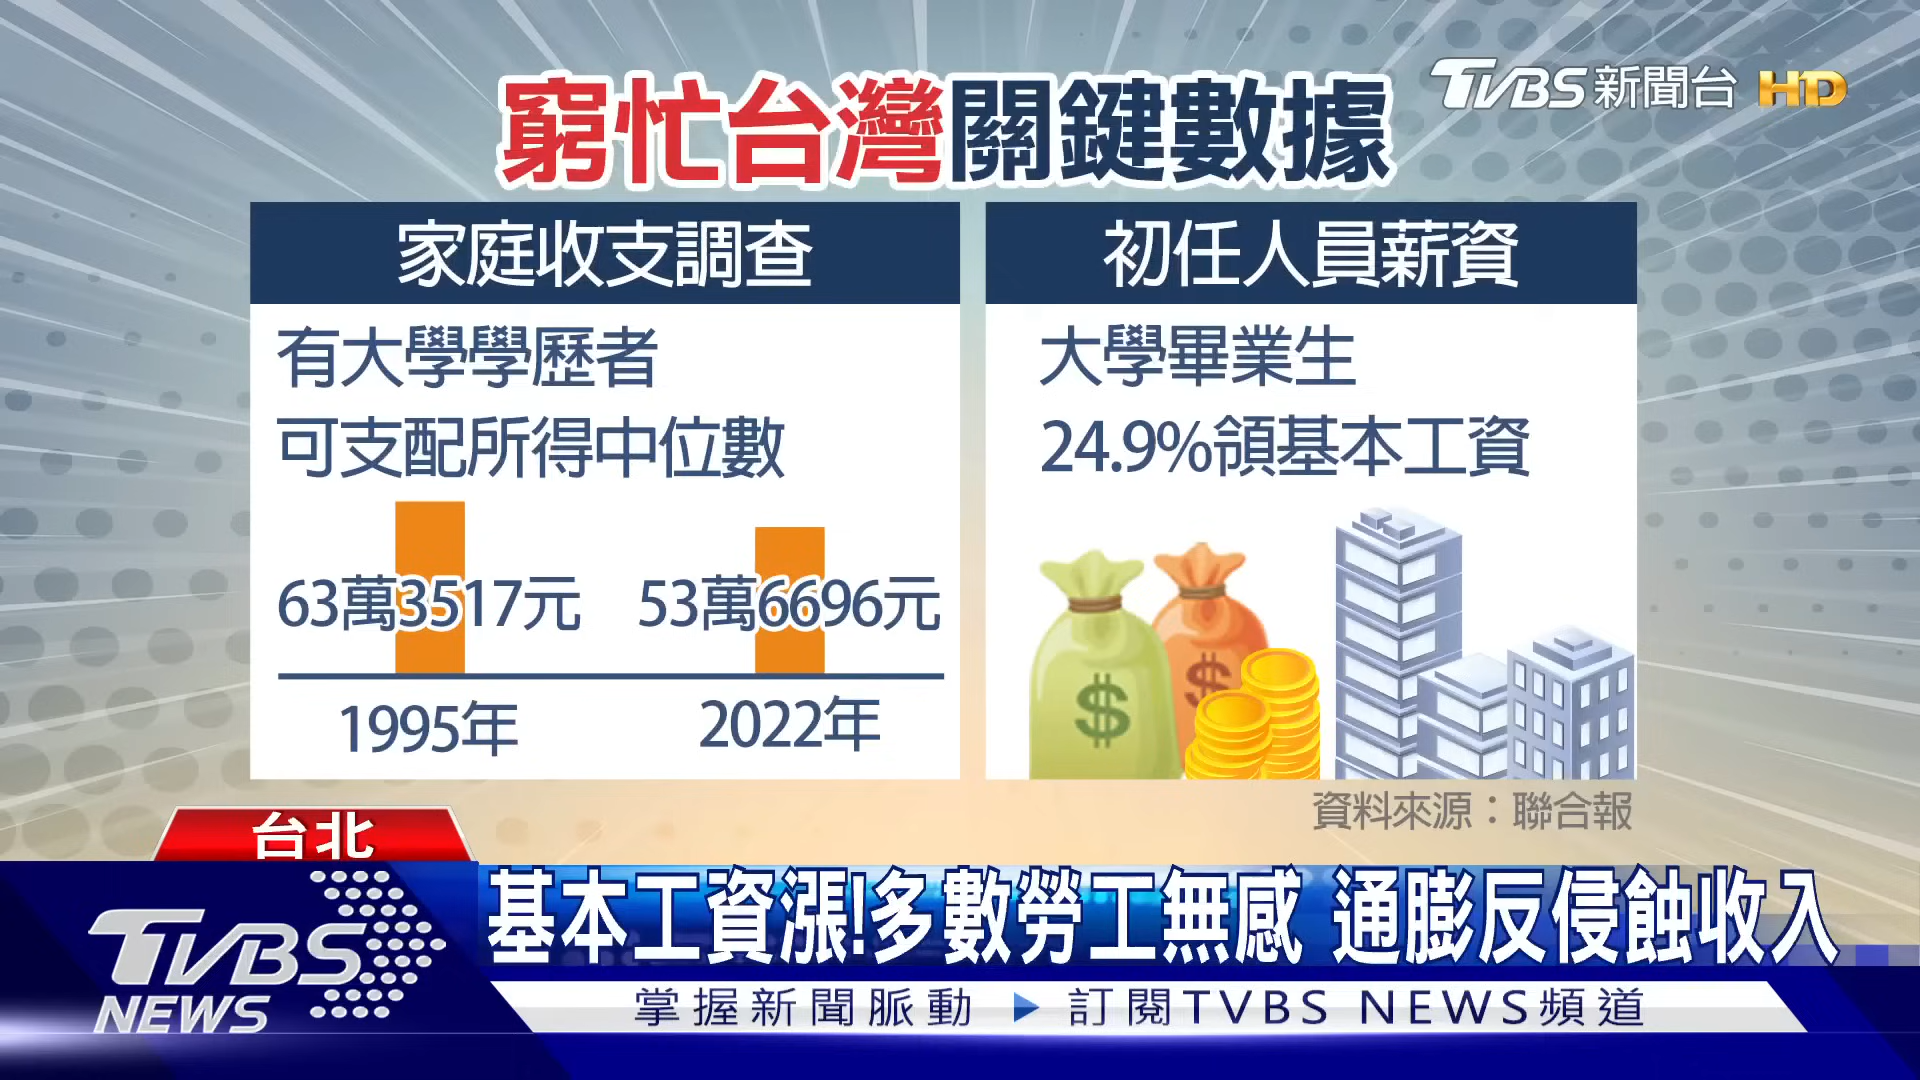 TVBS新聞台 HD
窮忙台灣關鍵數據
家庭收支調查
有大學學歷者
可支配所得中位數
63萬3517元 53萬6696元
1995年 2022年
初任人員薪資
大學畢業生
24.9%領基本工資
$ $
資料來源：聯合報
台北
基本工資漲!多數勞工無感 通膨反侵蝕收入
TVBS NEWS
掌握新聞脈動 ▶ 訂閱TVBS NEWS頻道